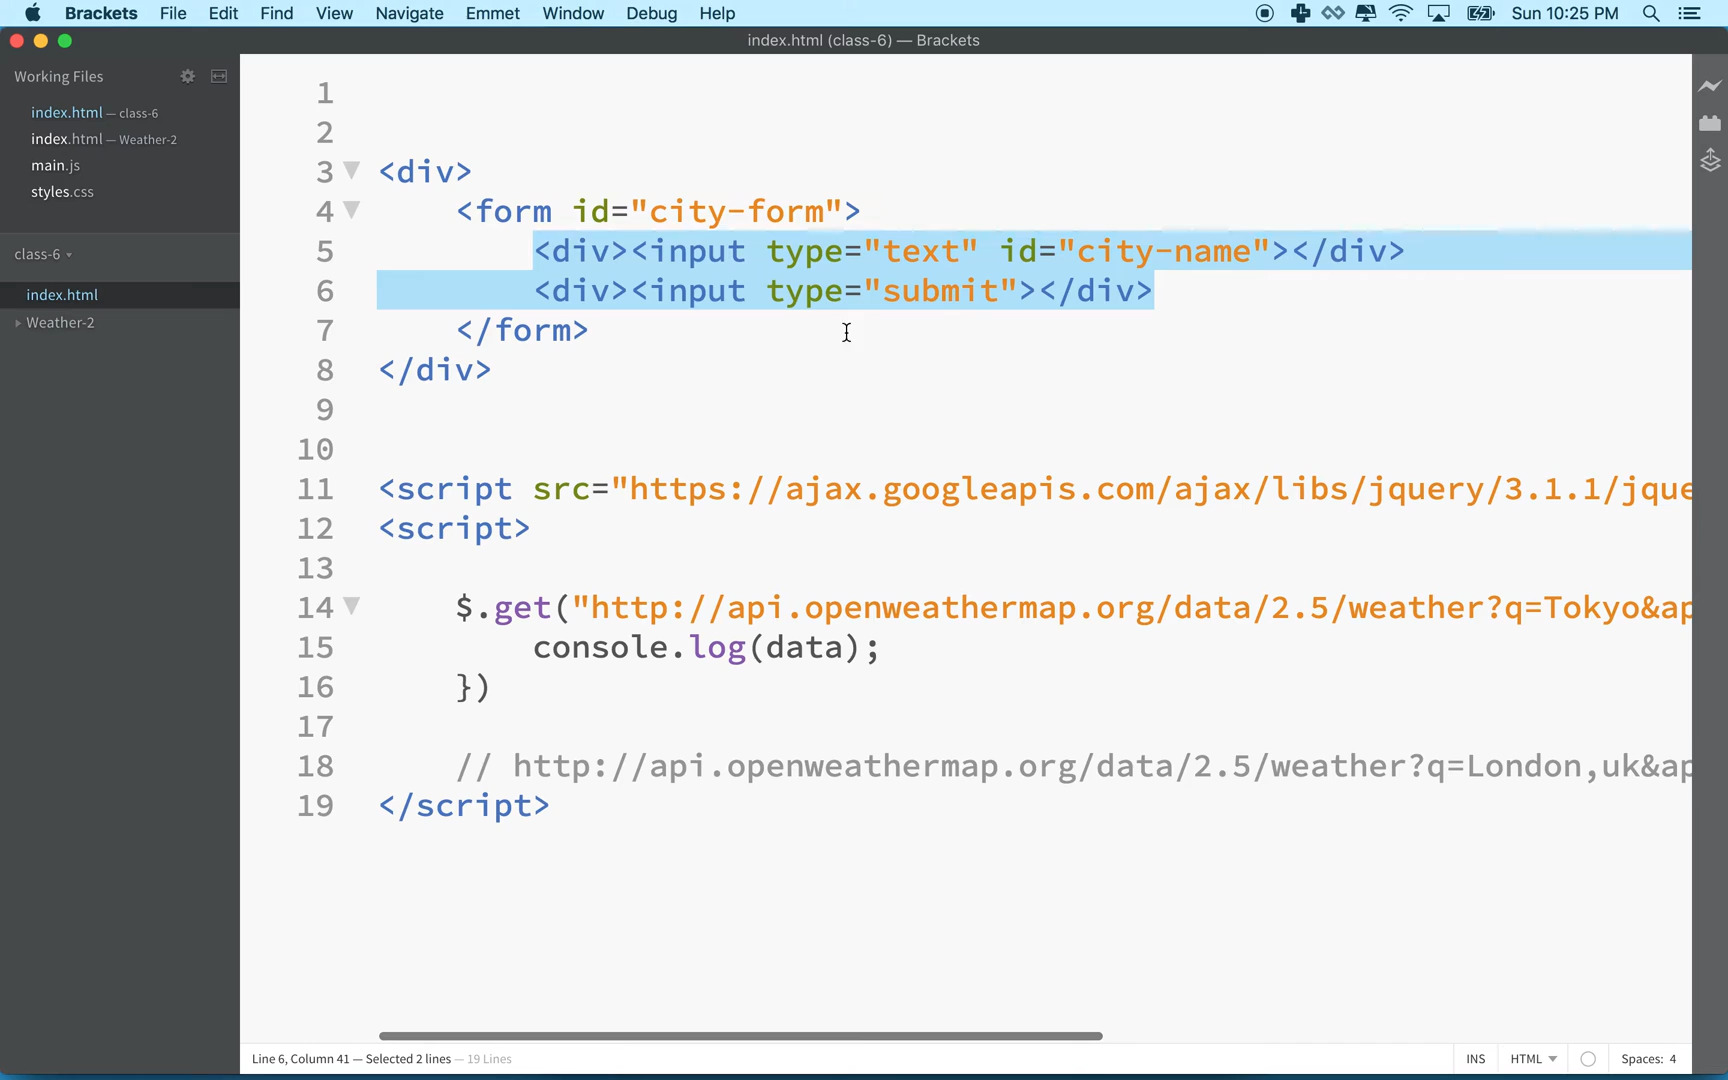 Brackets File Edit Find View Navigate Emmet Window Debug Help Sun 10:25 PM
index.html (class-6) — Brackets
Working Files
index.html — class-6
index.html — Weather-2
main.js
styles.css
class-6
index.html
Weather-2
1
2
3 <div>
4 <form id="city-form">
5 <div><input type="text" id="city-name"></div>
6 <div><input type="submit"></div>
7 </form>
8 </div>
9
10
11 <script src="https://ajax.googleapis.com/ajax/libs/jquery/3.1.1/jque
12 <script>
13
14 $.get("http://api.openweathermap.org/data/2.5/weather?q=Tokyo&ap
15 console.log(data);
16 })
17
18 // http://api.openweathermap.org/data/2.5/weather?q=London,uk&ap
19 </script>
Line 6, Column 41 — Selected 2 lines — 19 Lines INS HTML Spaces: 4